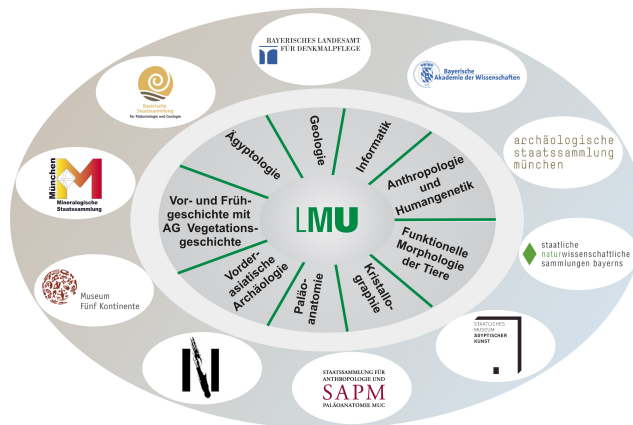 BAYERISCHES LANDESAMT
FÜR DENKMALPFLEGE
Bayerische
Akademie der Wissenschaften
archäologische
staatssammlung
münchen
staatliche
naturwissenschaftliche
sammlungen bayerns
STAATLICHES
MUSEUM
ÄGYPTISCHER
KUNST
STAATSSAMMLUNG FÜR
ANTHROPOLOGIE UND
SAPM
PALÄOANATOMIE MUC
N
Museum
Fünf Kontinente
München
M
Mineralogische
Staatssammlung
Bayerische
Staatssammlung
für Paläontologie und Geologie
LMU
Ägyptologie
Geologie
Informatik
Anthropologie
und
Humangenetik
Funktionelle
Morphologie
der Tiere
Kristallo-
graphie
Paläo-
anatomie
Vorder-
asiatische
Archäologie
Vor- und Früh-
geschichte mit
AG Vegetations-
geschichte